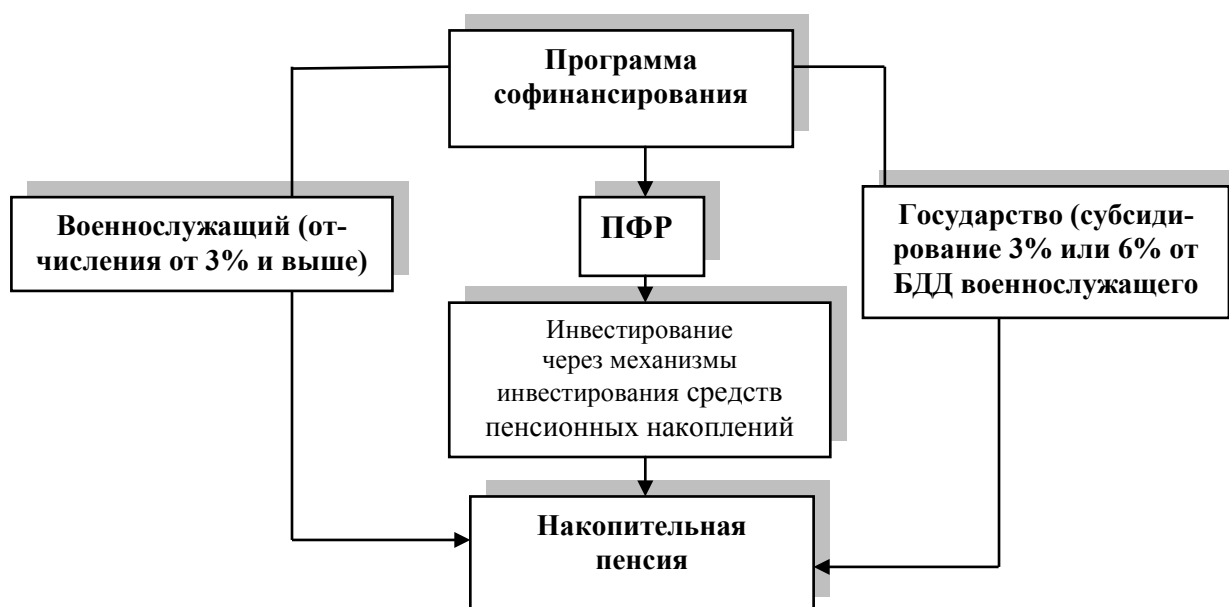 Программа
софинансирования
Военнослужащий (от-
числения от 3% и выше)
ПФР
Государство (субсиди-
рование 3% или 6% от
БДД военнослужащего
Инвестирование
через механизмы
инвестирования средств
пенсионных накоплений
Накопительная
пенсия